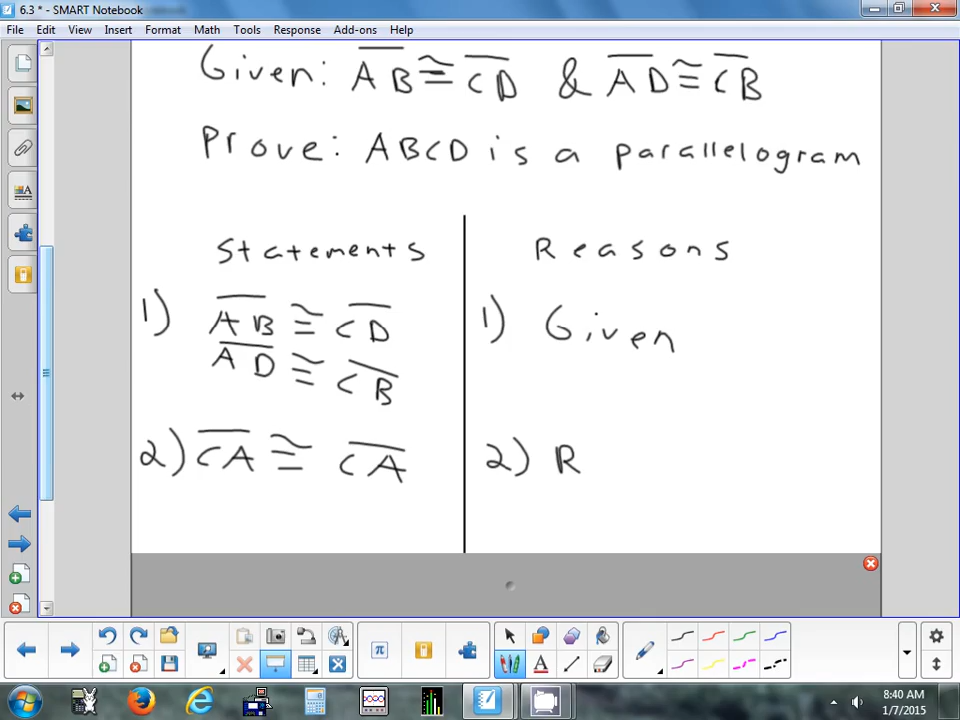 6.3 * - SMART Notebook
File Edit View Insert Format Math Tools Response Add-ons Help
Given: AB ≅ CD & AD ≅ CB
Prove: ABCD is a parallelogram
Statements Reasons
1) AB ≅ CD 1) Given
AD ≅ CB
2) CA ≅ CA 2) R
8:40 AM
1/7/2015